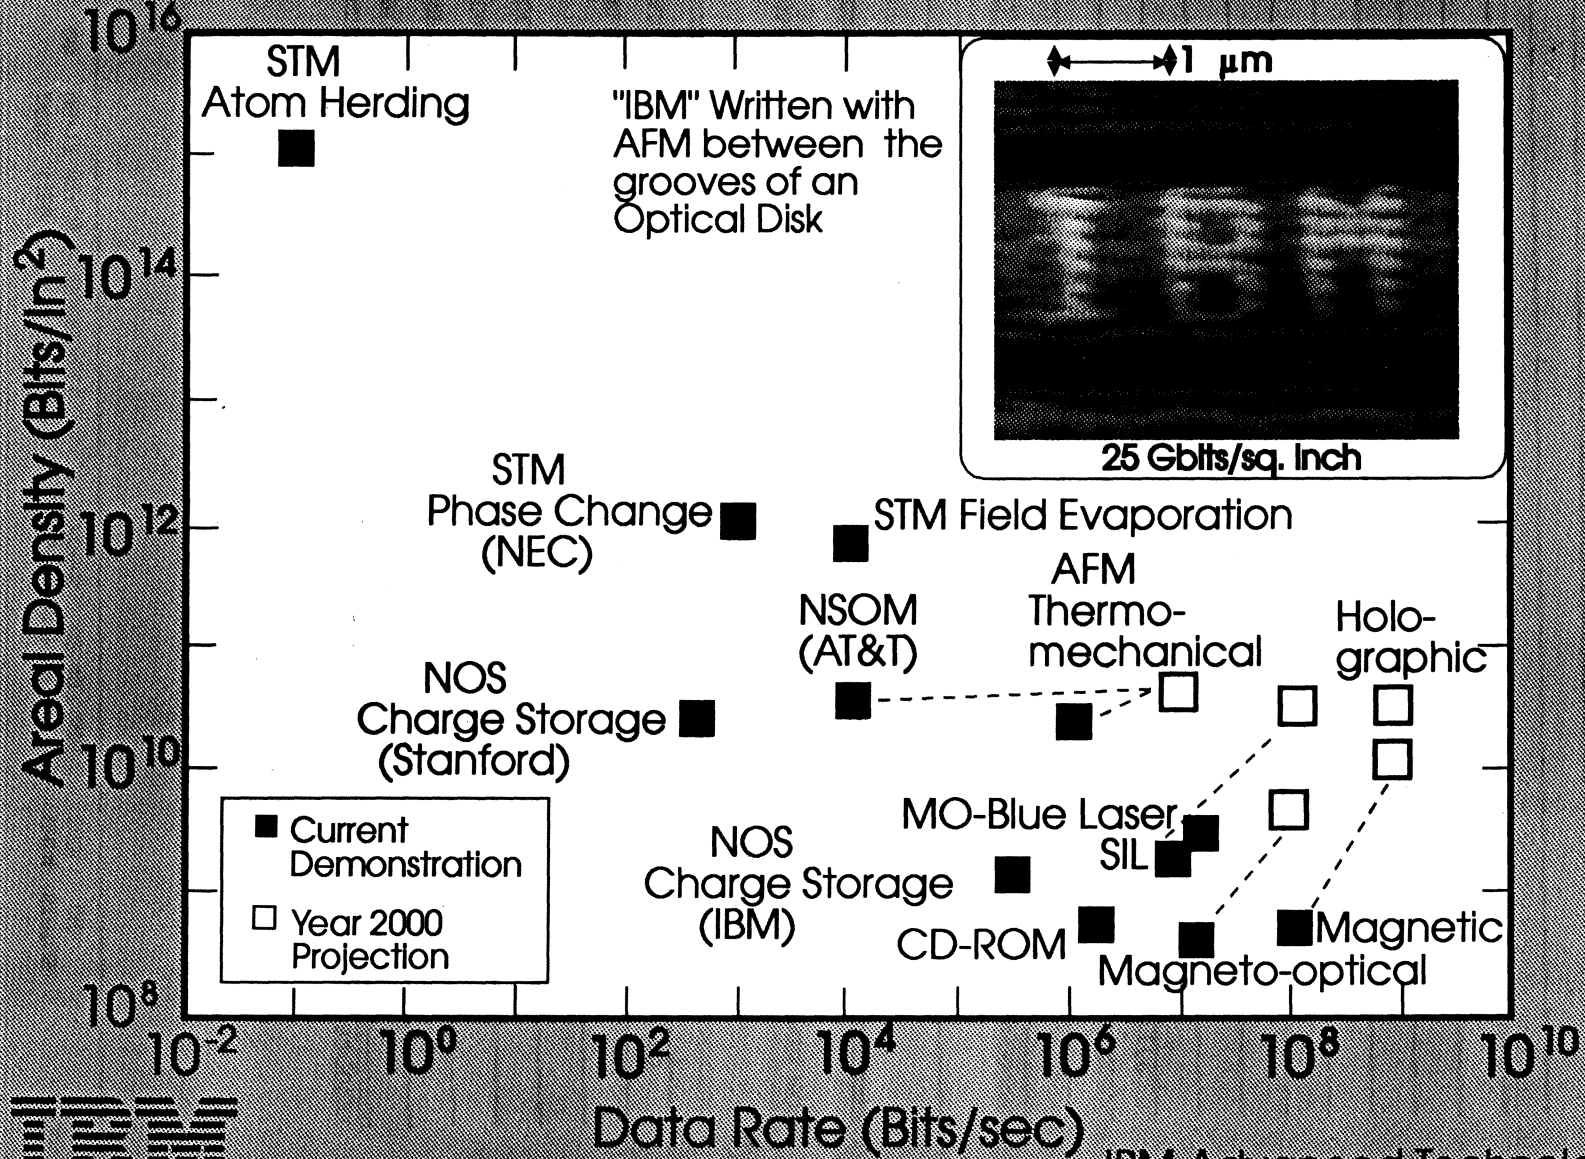 10^16
STM
Atom Herding
"IBM" Written with
AFM between the
grooves of an
Optical Disk
1 µm
IBM
25 Gbits/sq. Inch
Areal Density (Bits/In^2)
10^14
STM
Phase Change
(NEC)
10^12
STM Field Evaporation
AFM
Thermo-
mechanical
NSOM
(AT&T)
Holo-
graphic
NOS
Charge Storage
(Stanford)
10^10
Current
Demonstration
Year 2000
Projection
MO-Blue Laser
SIL
NOS
Charge Storage
(IBM)
CD-ROM
Magneto-optical
Magnetic
10^8
10^-2
10^0
10^2
10^4
10^6
10^8
10^10
Data Rate (Bits/sec)
IBM
IBM Advanced